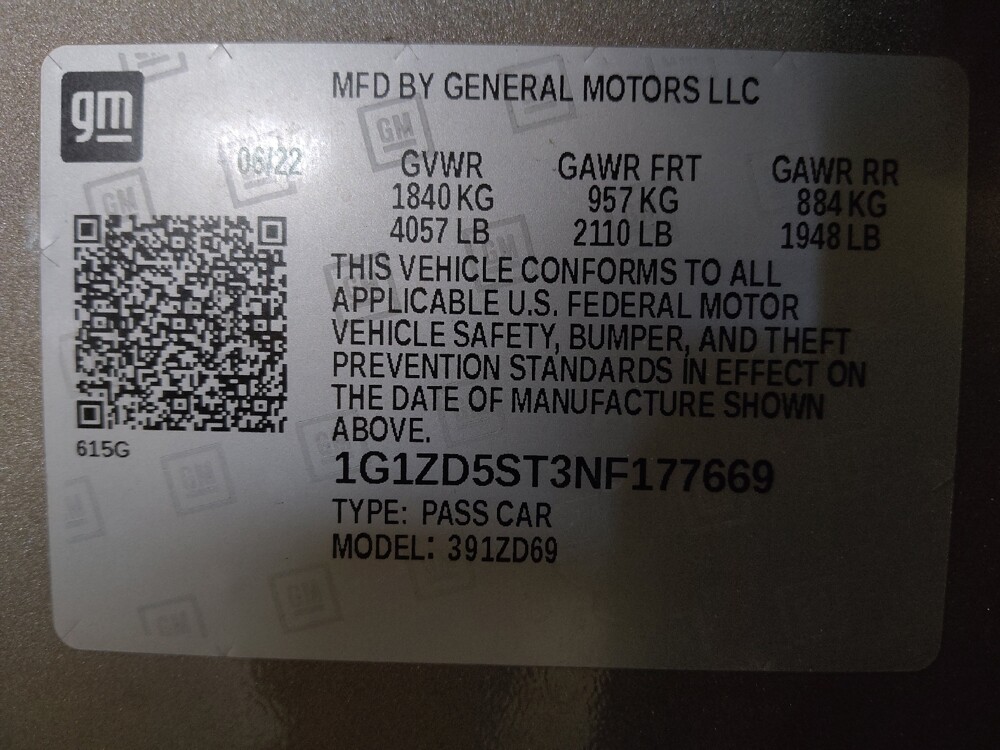 gm
MFD BY GENERAL MOTORS LLC
06/22
GVWR GAWR FRT GAWR RR
1840 KG 957 KG 884 KG
4057 LB 2110 LB 1948 LB
THIS VEHICLE CONFORMS TO ALL
APPLICABLE U.S. FEDERAL MOTOR
VEHICLE SAFETY, BUMPER, AND THEFT
PREVENTION STANDARDS IN EFFECT ON
THE DATE OF MANUFACTURE SHOWN
ABOVE.
615G
1G1ZD5ST3NF177669
TYPE: PASS CAR
MODEL: 391ZD69